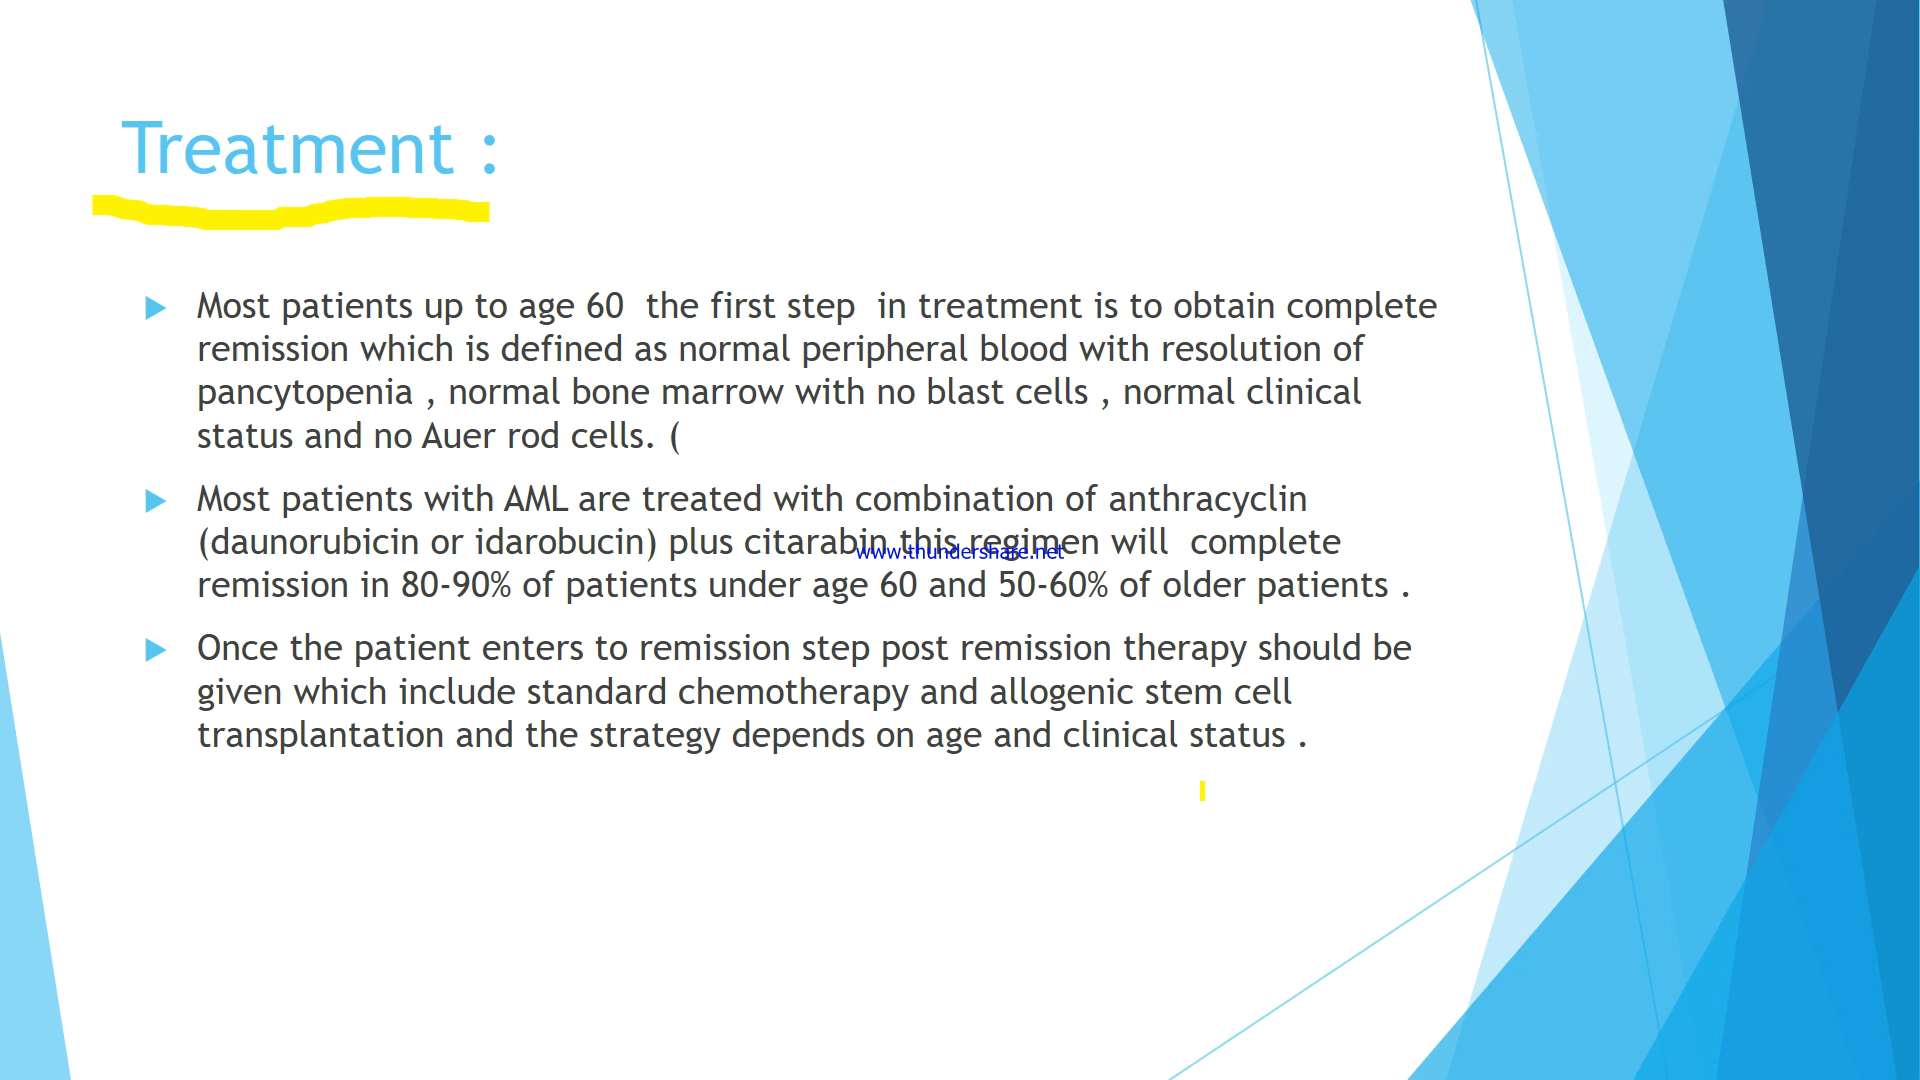 Treatment :
Most patients up to age 60  the first step  in treatment is to obtain complete
remission which is defined as normal peripheral blood with resolution of
pancytopenia , normal bone marrow with no blast cells , normal clinical
status and no Auer rod cells. (
Most patients with AML are treated with combination of anthracyclin
(daunorubicin or idarobucin) plus citarabin this regimen will  complete
www.thundershare.net
remission in 80-90% of patients under age 60 and 50-60% of older patients .
Once the patient enters to remission step post remission therapy should be
given which include standard chemotherapy and allogenic stem cell
transplantation and the strategy depends on age and clinical status .